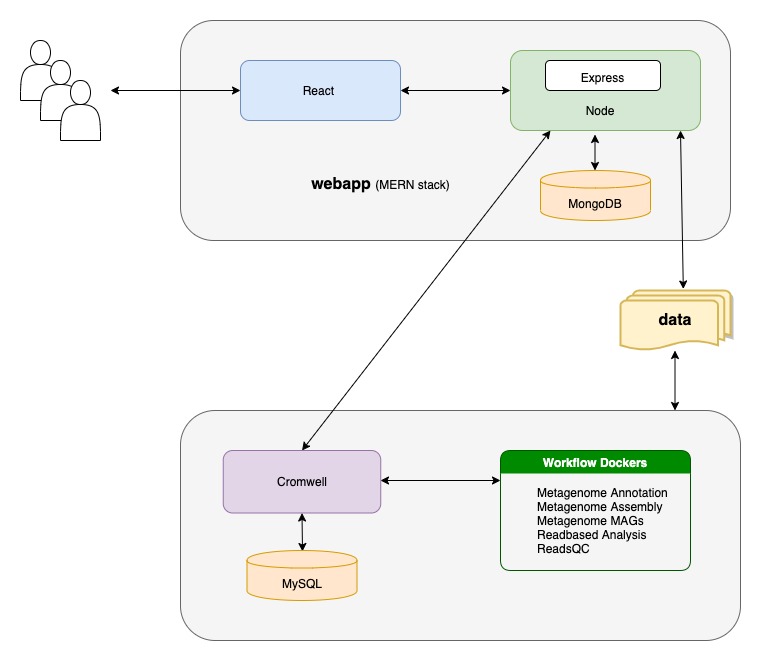 Express
React
Node
webapp (MERN stack)
MongoDB
data
Workflow Dockers
Cromwell
Metagenome Annotation
Metagenome Assembly
Metagenome MAGs
Readbased Analysis
ReadsQC
MySQL